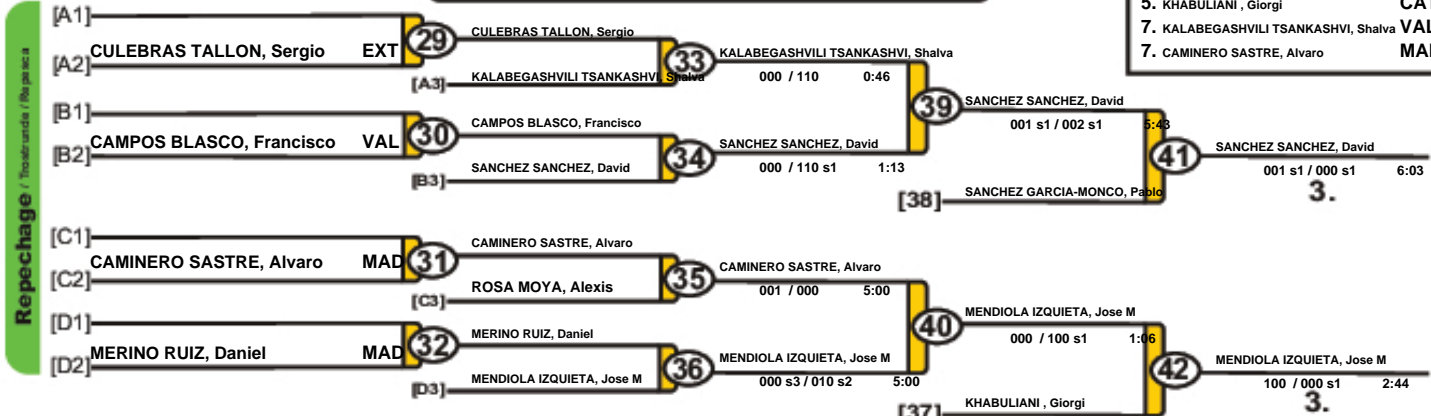 5. KHABULIANI , Giorgi
7. KALABEGASHVILI TSANKASHVI, Shalva VAL
7. CAMINERO SASTRE, Alvaro MAD
Repechage / Trostrunde / Repesca
[A1]
CULEBRAS TALLON, Sergio EXT
[A2]
29
CULEBRAS TALLON, Sergio
KALABEGASHVILI TSANKASHVI, Shalva
[A3]
33
KALABEGASHVILI TSANKASHVI, Shalva
000 / 110 0:46
[B1]
CAMPOS BLASCO, Francisco VAL
[B2]
30
CAMPOS BLASCO, Francisco
SANCHEZ SANCHEZ, David
[B3]
34
SANCHEZ SANCHEZ, David
000 / 110 s1 1:13
39
SANCHEZ SANCHEZ, David
001 s1 / 002 s1 5:43
[38]
SANCHEZ GARCIA-MONCO, Pablo
41
SANCHEZ SANCHEZ, David
001 s1 / 000 s1 6:03
3.
[C1]
CAMINERO SASTRE, Alvaro MAD
[C2]
31
CAMINERO SASTRE, Alvaro
ROSA MOYA, Alexis
[C3]
35
CAMINERO SASTRE, Alvaro
001 / 000 5:00
[D1]
MERINO RUIZ, Daniel MAD
[D2]
32
MERINO RUIZ, Daniel
MENDIOLA IZQUIETA, Jose M
[D3]
36
MENDIOLA IZQUIETA, Jose M
000 s3 / 010 s2 5:00
40
MENDIOLA IZQUIETA, Jose M
000 / 100 s1 1:06
[37]
KHABULIANI , Giorgi
42
MENDIOLA IZQUIETA, Jose M
100 / 000 s1 2:44
3.